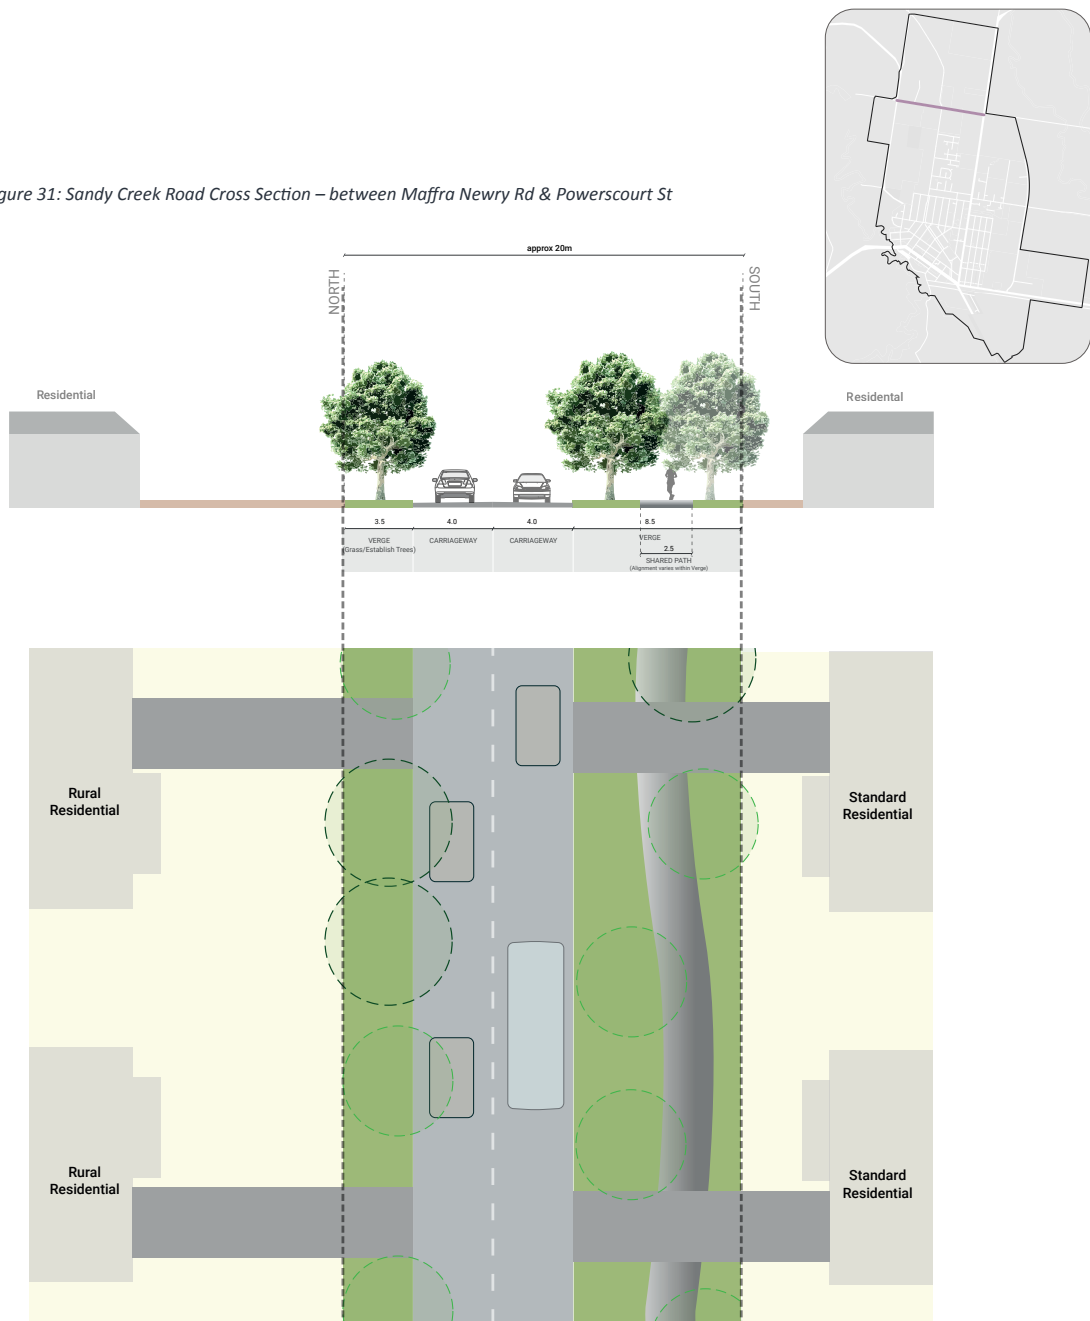 gure 31: Sandy Creek Road Cross Section – between Maffra Newry Rd & Powerscourt St
approx 20m
NORTH
SOUTH
Residential
Residental
3.5
4.0
4.0
8.5
VERGE
(Grass/Establish Trees)
CARRIAGEWAY
CARRIAGEWAY
VERGE
2.5
SHARED PATH
(Alignment varies within Verge)
Rural
Residential
Standard
Residential
Rural
Residential
Standard
Residential